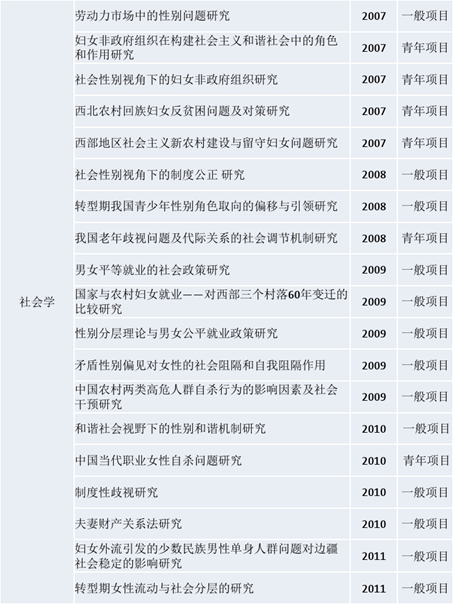 劳动力市场中的性别问题研究 2007 一般项目
妇女非政府组织在构建社会主义和谐社会中的角色
和作用研究 2007 青年项目
社会性别视角下的妇女非政府组织研究 2007 青年项目
西北农村回族妇女反贫困问题及对策研究 2007 青年项目
西部地区社会主义新农村建设与留守妇女问题研究 2007 青年项目
社会性别视角下的制度公正 研究 2008 一般项目
转型期我国青少年性别角色取向的偏移与引领研究 2008 一般项目
我国老年歧视问题及代际关系的社会调节机制研究 2008 青年项目
男女平等就业的社会政策研究 2009 一般项目
社会学
国家与农村妇女就业——对西部三个村落60年变迁的
比较研究 2009 一般项目
性别分层理论与男女公平就业政策研究 2009 一般项目
矛盾性别偏见对女性的社会阻隔和自我阻隔作用 2009 一般项目
中国农村两类高危人群自杀行为的影响因素及社会
干预研究 2009 一般项目
和谐社会视野下的性别和谐机制研究 2010 一般项目
中国当代职业女性自杀问题研究 2010 青年项目
制度性歧视研究 2010 一般项目
夫妻财产关系法研究 2010 一般项目
妇女外流引发的少数民族男性单身人群问题对边疆
社会稳定的影响研究 2011 一般项目
转型期女性流动与社会分层的研究 2011 一般项目